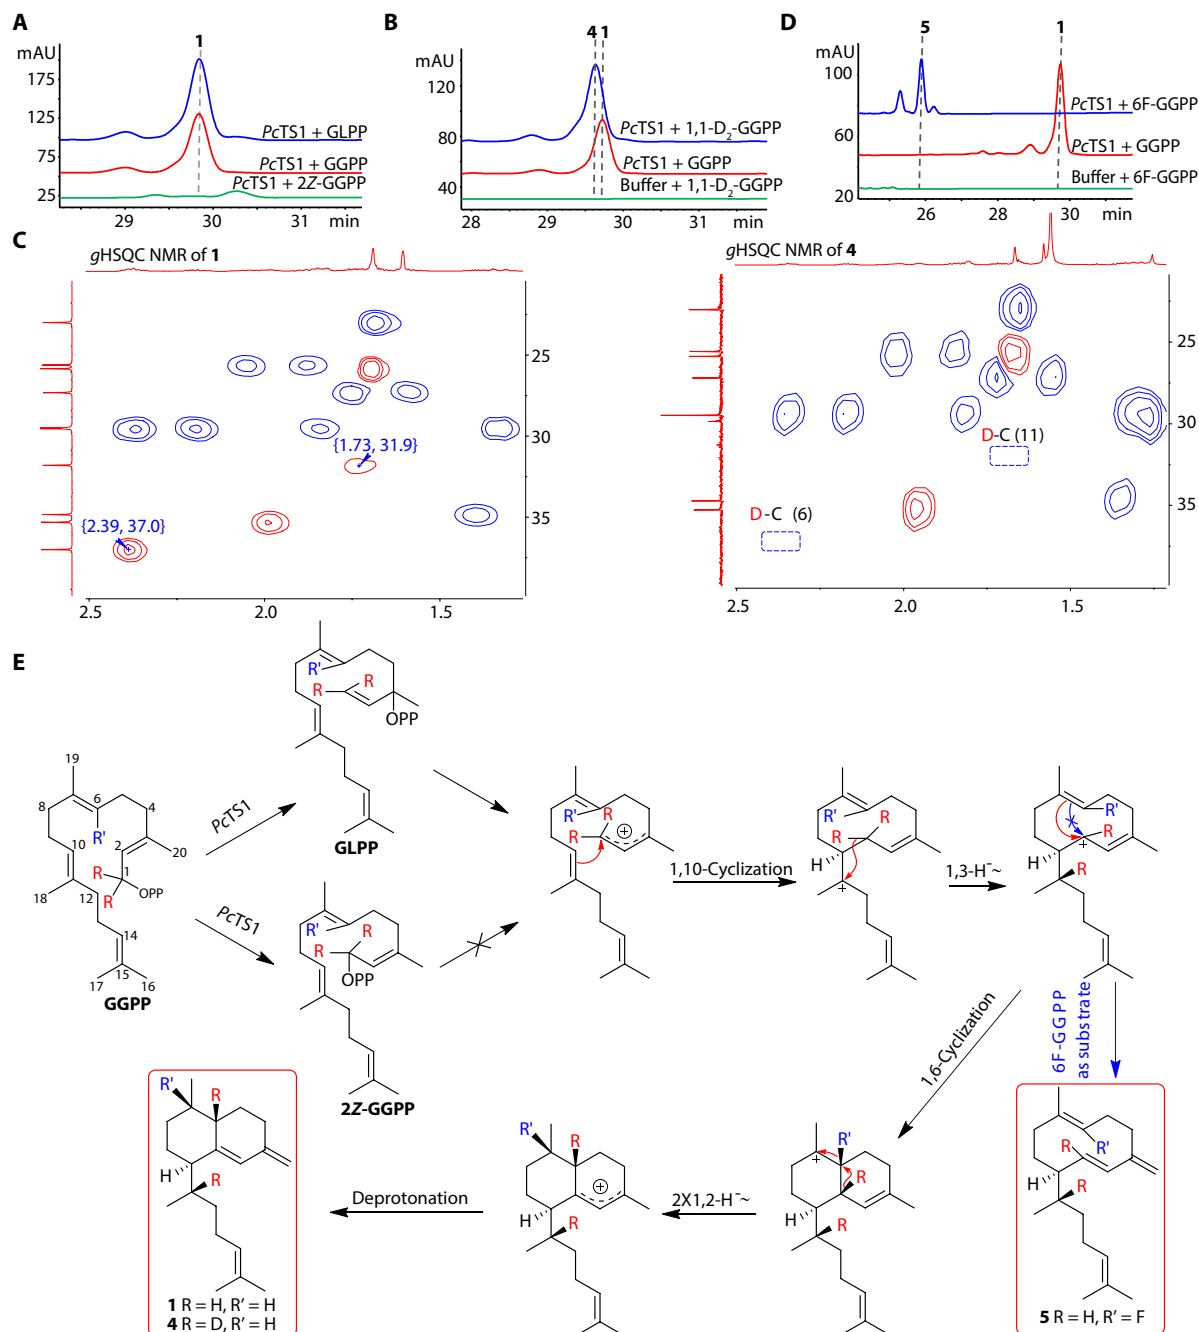 A
mAU
1
175
125
75
25
PcTS1 + GLPP
PcTS1 + GGPP
PcTS1 + 2Z-GGPP
29
30
31
min
B
mAU
4 1
120
80
40
PcTS1 + 1,1-D2-GGPP
PcTS1 + GGPP
Buffer + 1,1-D2-GGPP
28
29
30
31
min
D
mAU
5
1
100
60
20
PcTS1 + 6F-GGPP
PcTS1 + GGPP
Buffer + 6F-GGPP
26
28
30
min
C
gHSQC NMR of 1
{1.73, 31.9}
{2.39, 37.0}
25
30
35
2.5
2.0
1.5
gHSQC NMR of 4
D-C (11)
D-C (6)
25
30
35
2.5
2.0
1.5
E
19
8
6
4
R'
10
2
20
1
R
R
OPP
18
12
14
15
17
16
GGPP
PcTS1
PcTS1
R'
R
R
OPP
GLPP
R'
R
R
OPP
2Z-GGPP
R'
R
R
+
1,10-Cyclization
R'
R
R
H
+
1,3-H⁻~
R'
R
H
+
R
1,6-Cyclization
6F-GGPP
as substrate
R'
R
H
R
5 R = H, R' = F
+
R'
R
H
R
2X1,2-H⁻~
R'
R
+
H
R
Deprotonation
R'
R
H
R
1 R = H, R' = H
4 R = D, R' = H